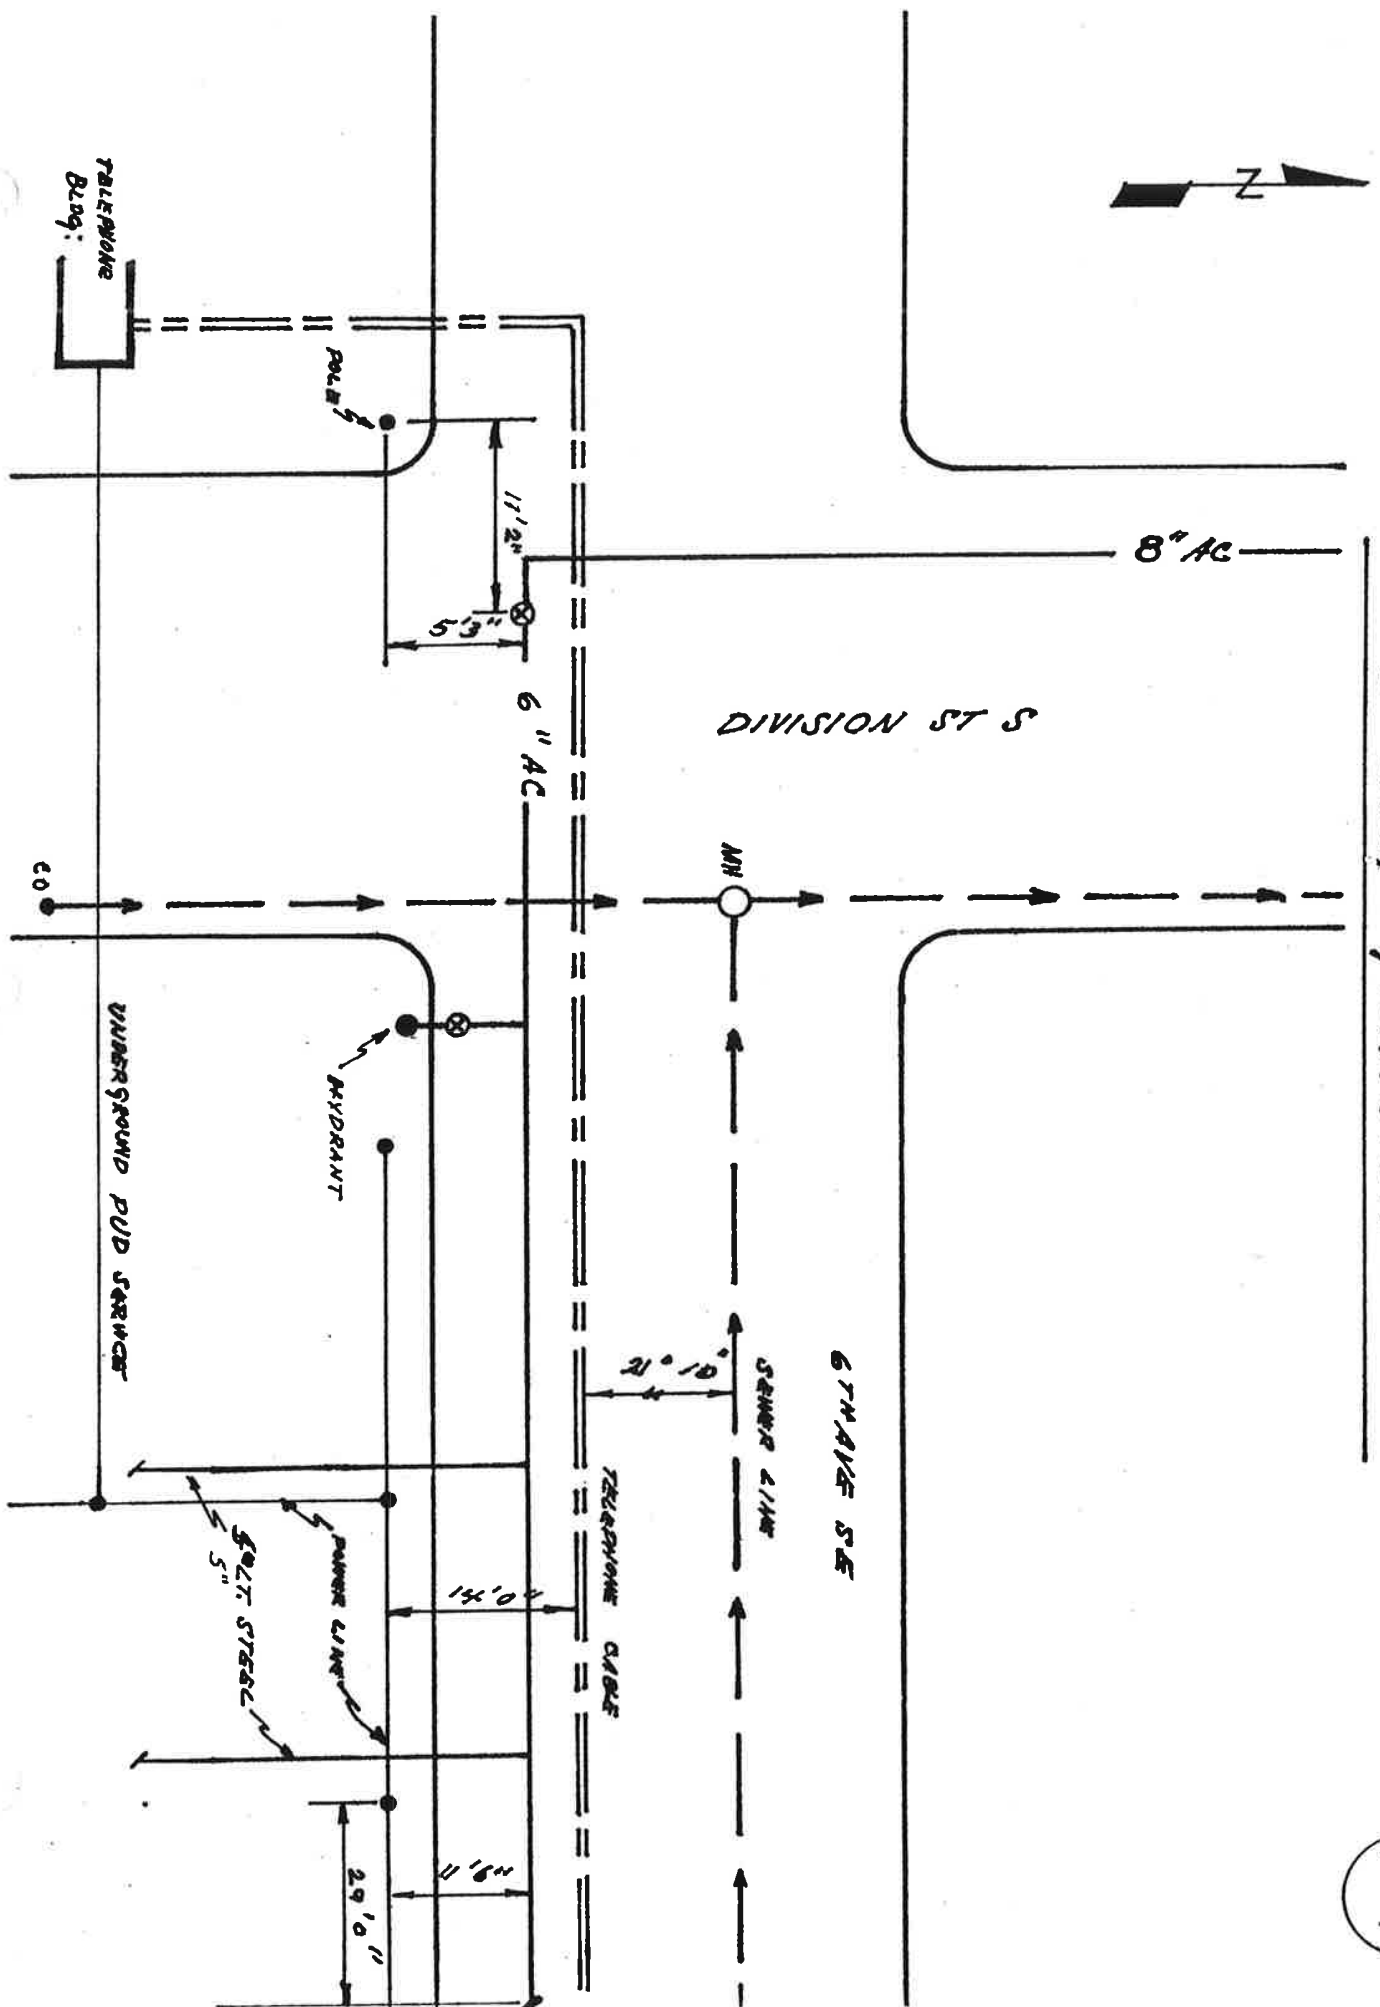 N
TELEPHONE
BLDG:
POLE
11'2"
8" AC
5'3"
6" AC
DIVISION ST S
MH
CO
HYDRANT
UNDERGROUND PUD SERVICE
21'10"
SEWER LINE
6TH AVE SE
TELEPHONE CABLE
14'0"
POWER LINE
CT. STEEL
5"
11'6"
29'0"